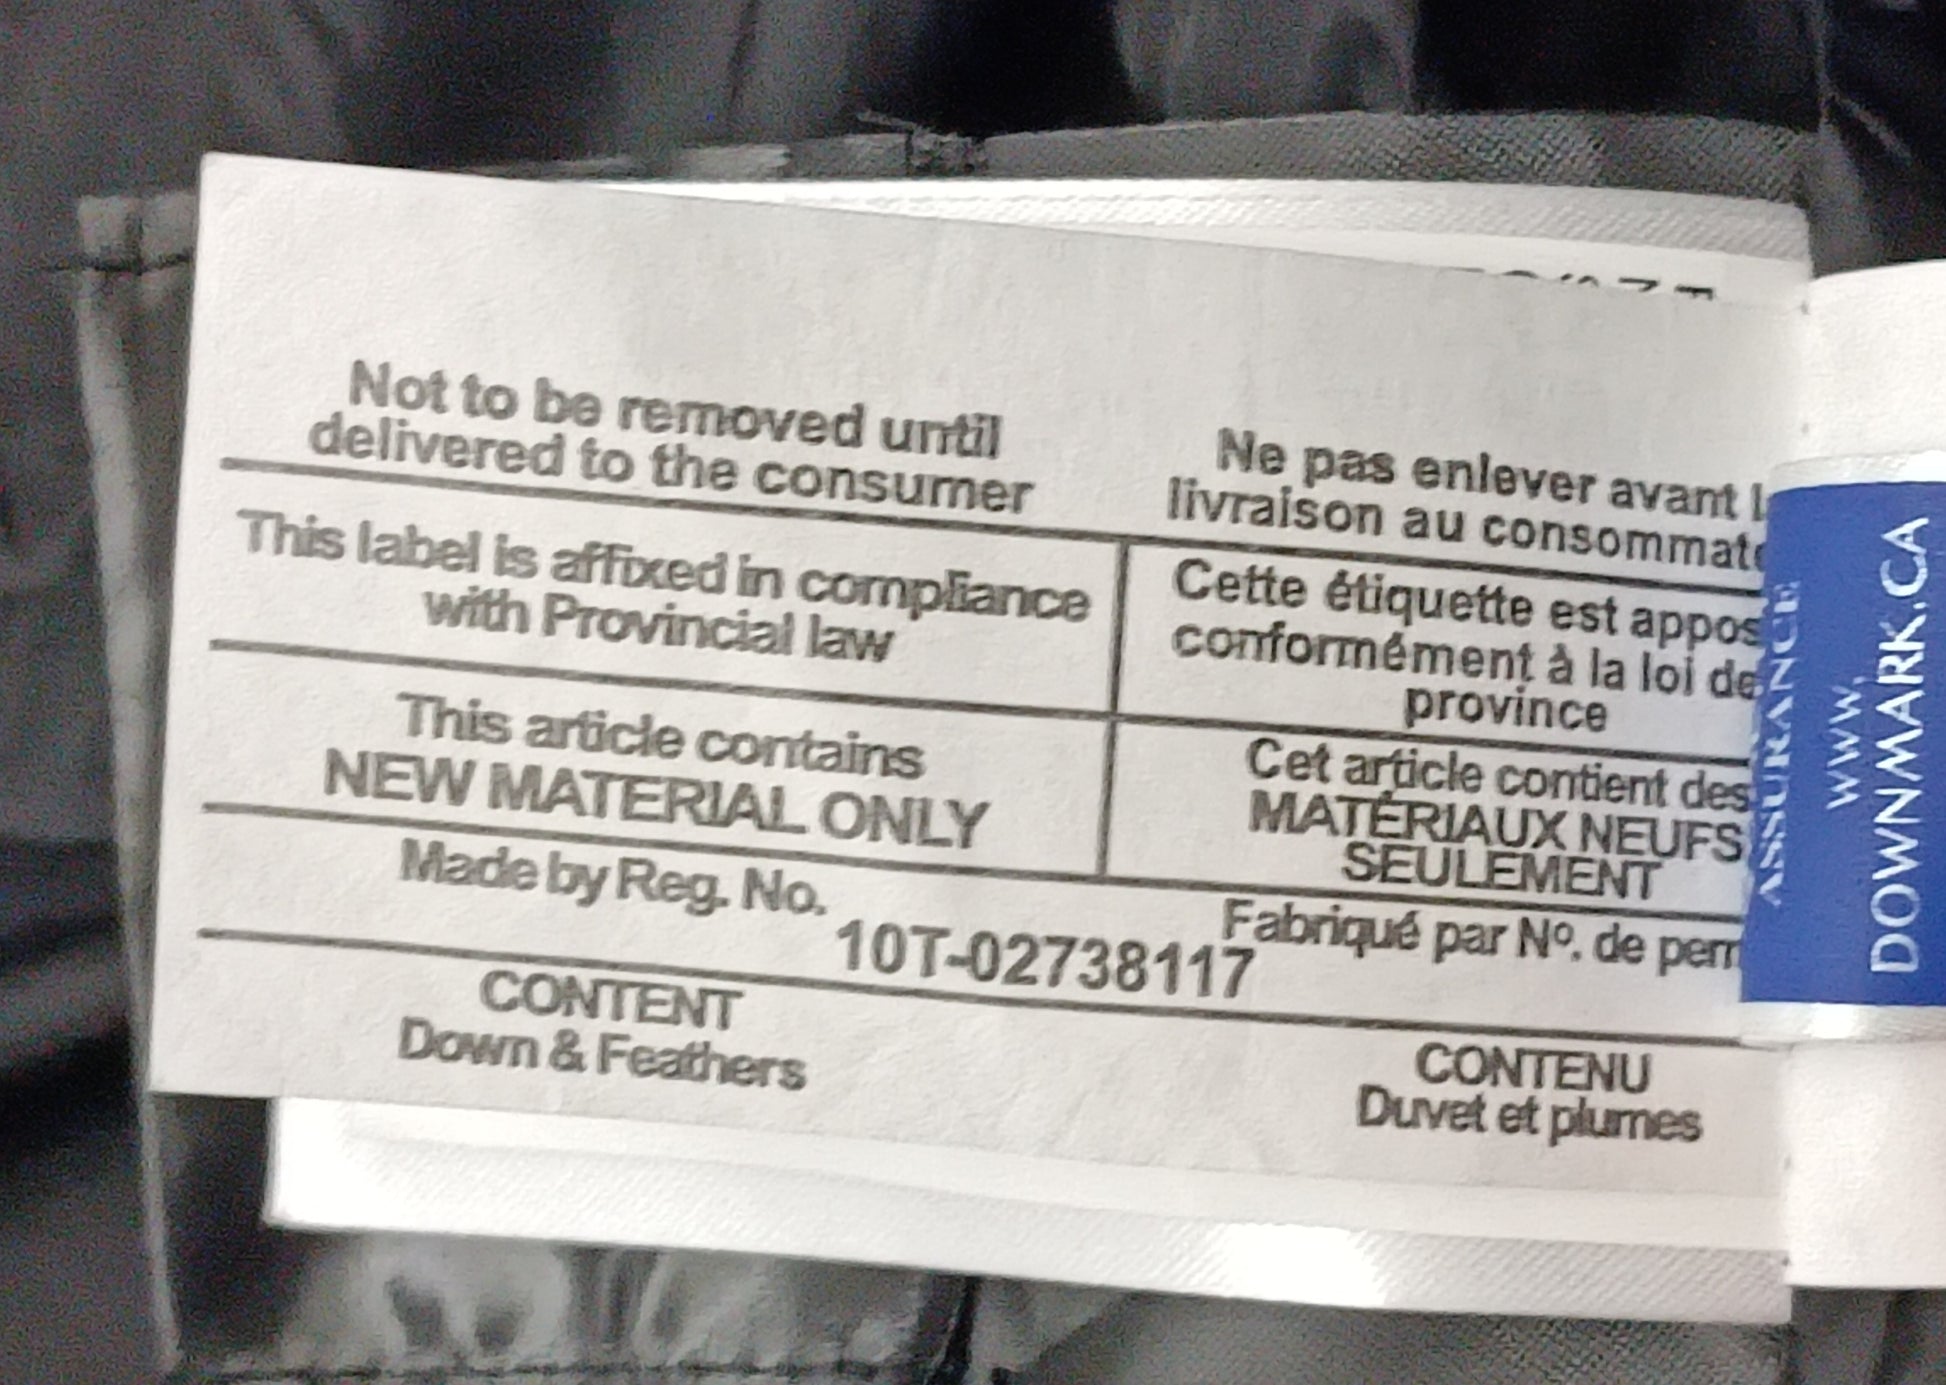 Not to be removed until
delivered to the consumer
Ne pas enlever avant
livraison au
This label is affixed in compliance
with Provincial law
Cette étiquette est
conformément à la loi de
province
This article contains
NEW MATERIAL ONLY
Cet article contient des
MATÉRIAUX NEUFS
SEULEMENT
Made by Reg. No.
10T-02738117
Fabriqué par Nº. de
CONTENT
Down & Feathers
CONTENU
Duvet et plumes
ASSURANCE
WWW.
DOWNMARK.CA